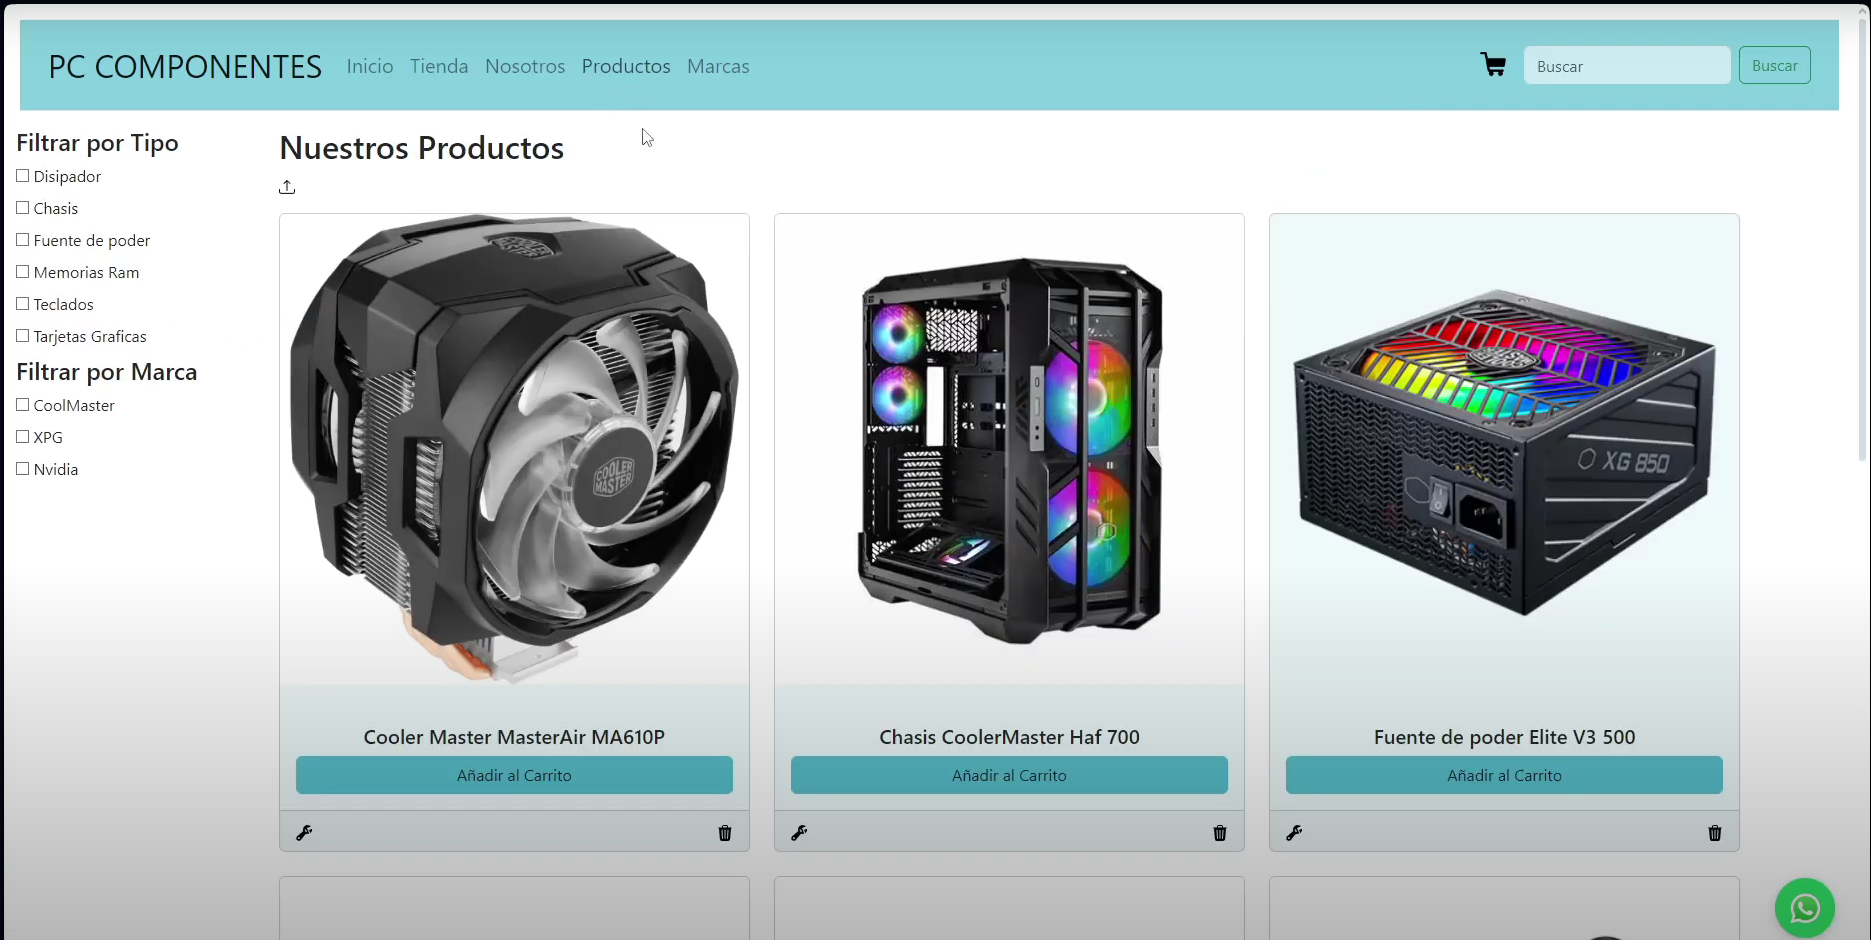 PC COMPONENTES
Inicio Tienda Nosotros Productos Marcas
Buscar
Buscar
Filtrar por Tipo
Disipador
Chasis
Fuente de poder
Memorias Ram
Teclados
Tarjetas Graficas
Filtrar por Marca
CoolMaster
XPG
Nvidia
Nuestros Productos
COOLER MASTER
COOLER
MASTER
XG 850
Cooler Master MasterAir MA610P
Añadir al Carrito
Chasis CoolerMaster Haf 700
Añadir al Carrito
Fuente de poder Elite V3 500
Añadir al Carrito